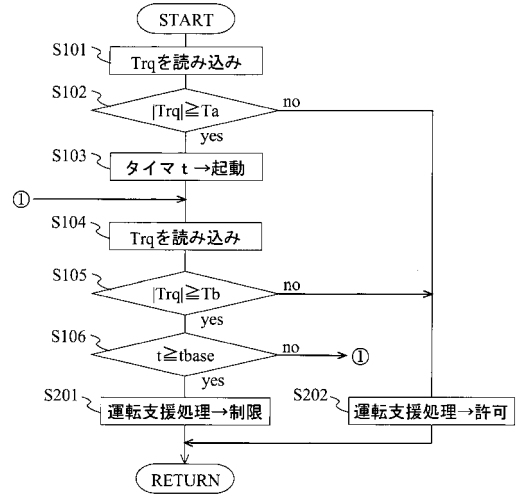 START
S101
Trqを読み込み
S102
|Trq|≧Ta
no
yes
S103
タイマt→起動
①
S104
Trqを読み込み
S105
|Trq|≧Tb
no
yes
S106
t≧tbase
no
①
yes
S201
運転支援処理→制限
S202
運転支援処理→許可
RETURN